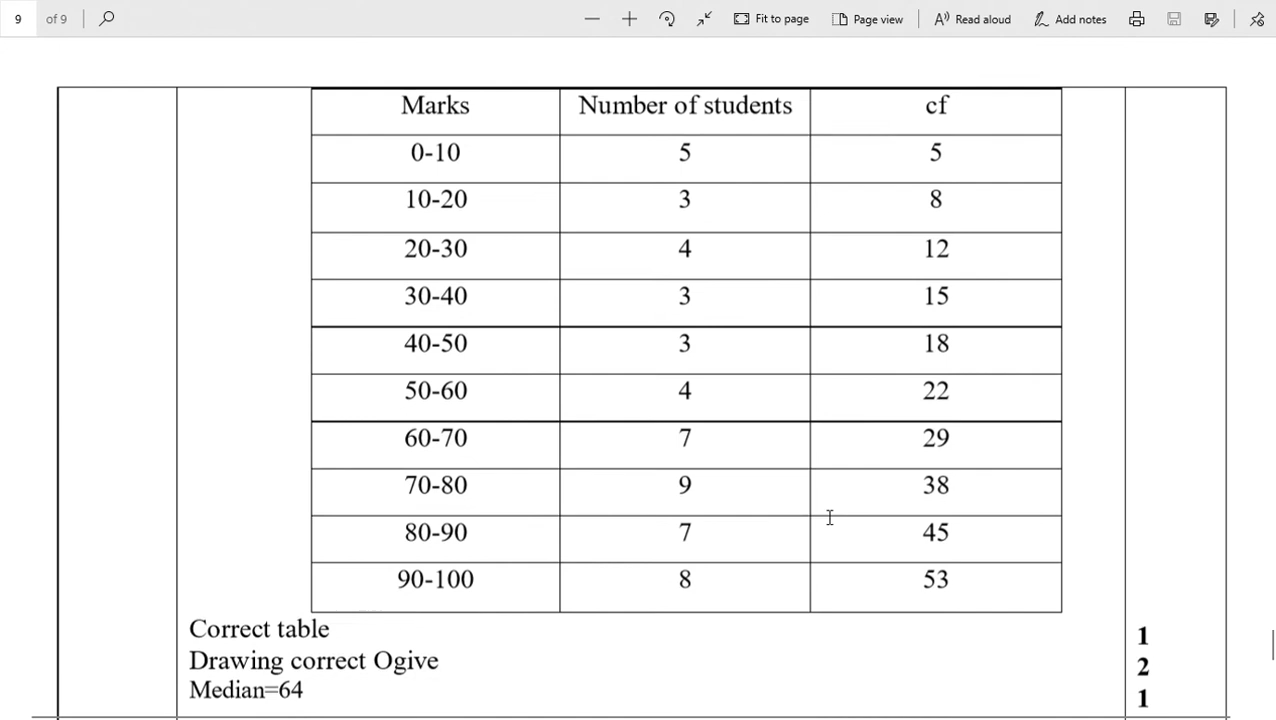 9 of 9 Fit to page Page view Read aloud Add notes
Marks Number of students cf
0-10 5 5
10-20 3 8
20-30 4 12
30-40 3 15
40-50 3 18
50-60 4 22
60-70 7 29
70-80 9 38
80-90 7 45
90-100 8 53
Correct table 1
Drawing correct Ogive 2
Median=64 1